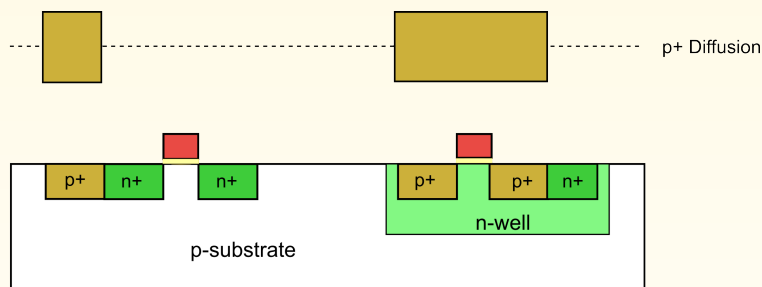 p+ Diffusion
p+ n+ n+ p+ p+ n+
n-well
p-substrate